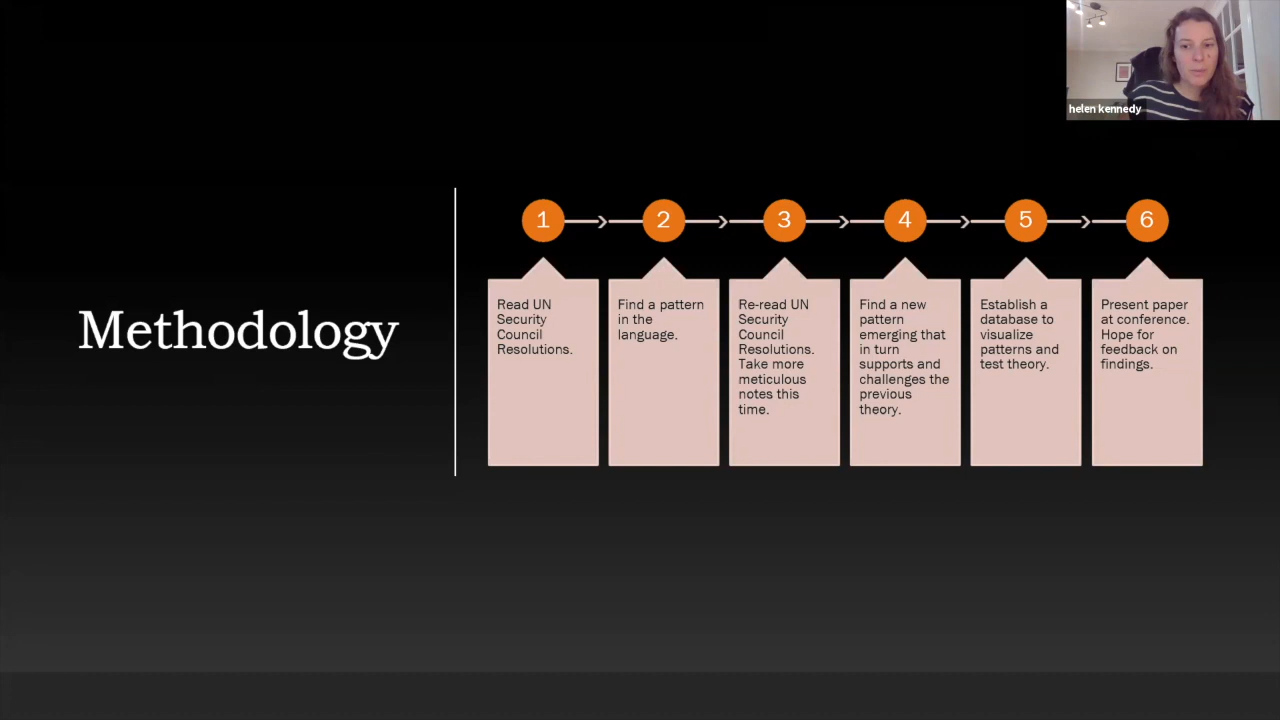 helen kennedy
Methodology
1
2
3
4
5
6
Read UN
Security
Council
Resolutions.
Find a pattern
in the
language.
Re-read UN
Security
Council
Resolutions.
Take more
meticulous
notes this
time.
Find a new
pattern
emerging that
in turn
supports and
challenges the
previous
theory.
Establish a
database to
visualize
patterns and
test theory.
Present paper
at conference.
Hope for
feedback on
findings.